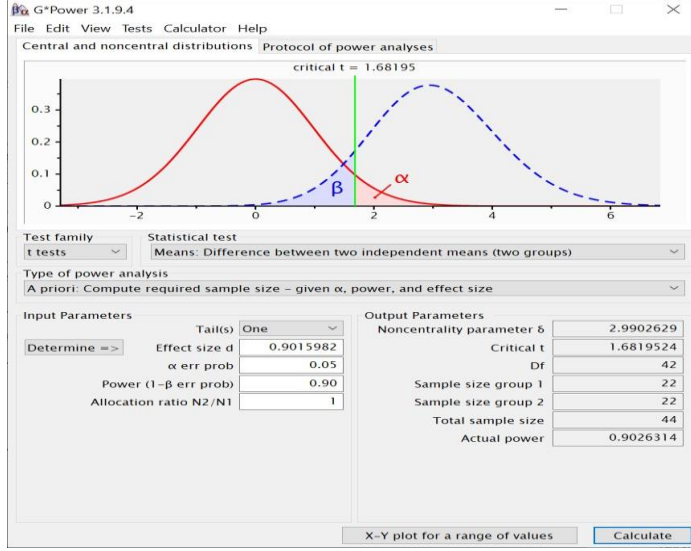 G*Power 3.1.9.4
File Edit View Tests Calculator Help
Central and noncentral distributions Protocol of power analyses
critical t = 1.68195
0.3
0.2
0.1
0
β
α
-2 0 2 4 6
Test family Statistical test
t tests Means: Difference between two independent means (two groups)
Type of power analysis
A priori: Compute required sample size – given α, power, and effect size
Input Parameters Output Parameters
Tail(s) One Noncentrality parameter δ 2.9902629
Determine => Effect size d 0.9015982 Critical t 1.6819524
α err prob 0.05 Df 42
Power (1-β err prob) 0.90 Sample size group 1 22
Allocation ratio N2/N1 1 Sample size group 2 22
Total sample size 44
Actual power 0.9026314
X-Y plot for a range of values Calculate